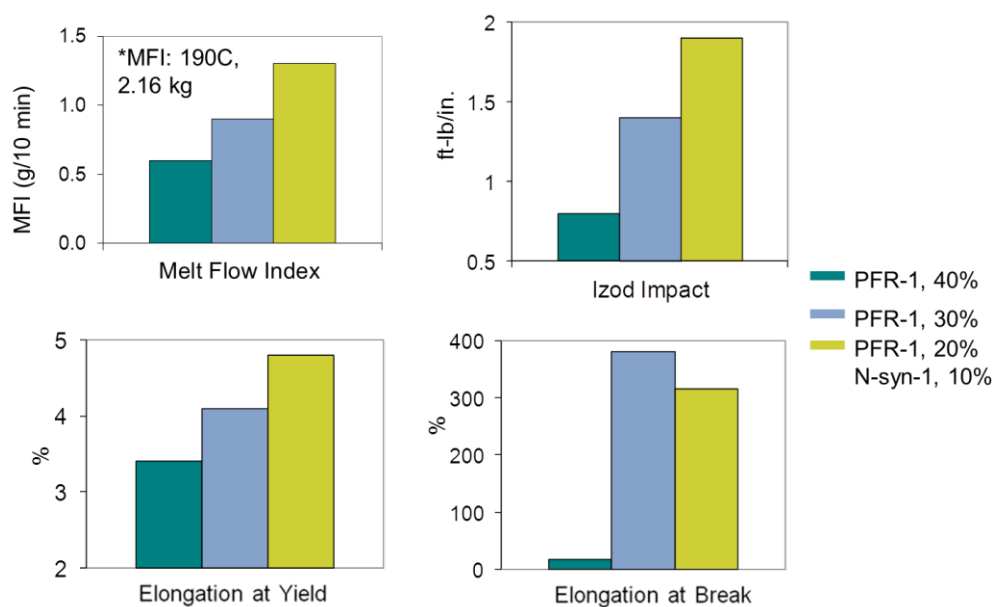 1.5
*MFI: 190C,
2.16 kg
1.0
0.5
0.0
MFI (g/10 min)
Melt Flow Index
2
1.5
1
0.5
ft-lb/in.
Izod Impact
PFR-1, 40%
PFR-1, 30%
PFR-1, 20%
N-syn-1, 10%
5
4
3
2
%
Elongation at Yield
400
300
200
100
0
%
Elongation at Break